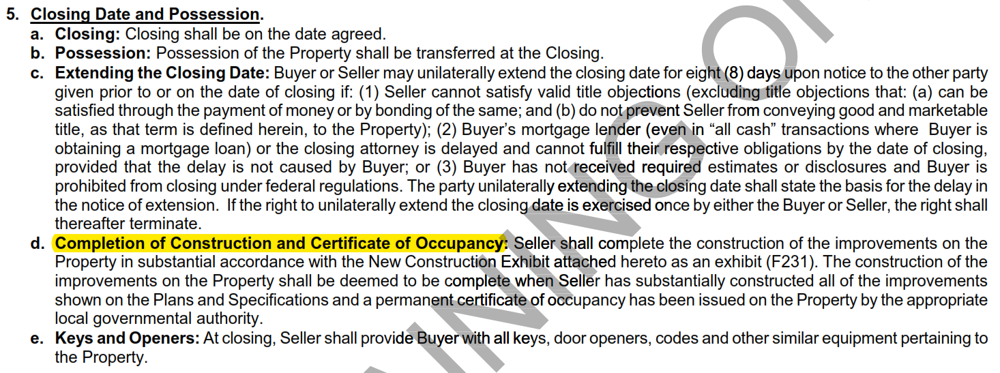 5. Closing Date and Possession.
a. Closing: Closing shall be on the date agreed.
b. Possession: Possession of the Property shall be transferred at the Closing.
c. Extending the Closing Date: Buyer or Seller may unilaterally extend the closing date for eight (8) days upon notice to the other party
given prior to or on the date of closing if: (1) Seller cannot satisfy valid title objections (excluding title objections that: (a) can be
satisfied through the payment of money or by bonding of the same; and (b) do not prevent Seller from conveying good and marketable
title, as that term is defined herein, to the Property); (2) Buyer’s mortgage lender (even in “all cash” transactions where Buyer is
obtaining a mortgage loan) or the closing attorney is delayed and cannot fulfill their respective obligations by the date of closing,
provided that the delay is not caused by Buyer; or (3) Buyer has not received required estimates or disclosures and Buyer is
prohibited from closing under federal regulations. The party unilaterally extending the closing date shall state the basis for the delay in
the notice of extension. If the right to unilaterally extend the closing date is exercised once by either the Buyer or Seller, the right shall
thereafter terminate.
d. Completion of Construction and Certificate of Occupancy: Seller shall complete the construction of the improvements on the
Property in substantial accordance with the New Construction Exhibit attached hereto as an exhibit (F231). The construction of the
improvements on the Property shall be deemed to be complete when Seller has substantially constructed all of the improvements
shown on the Plans and Specifications and a permanent certificate of occupancy has been issued on the Property by the appropriate
local governmental authority.
e. Keys and Openers: At closing, Seller shall provide Buyer with all keys, door openers, codes and other similar equipment pertaining to
the Property.